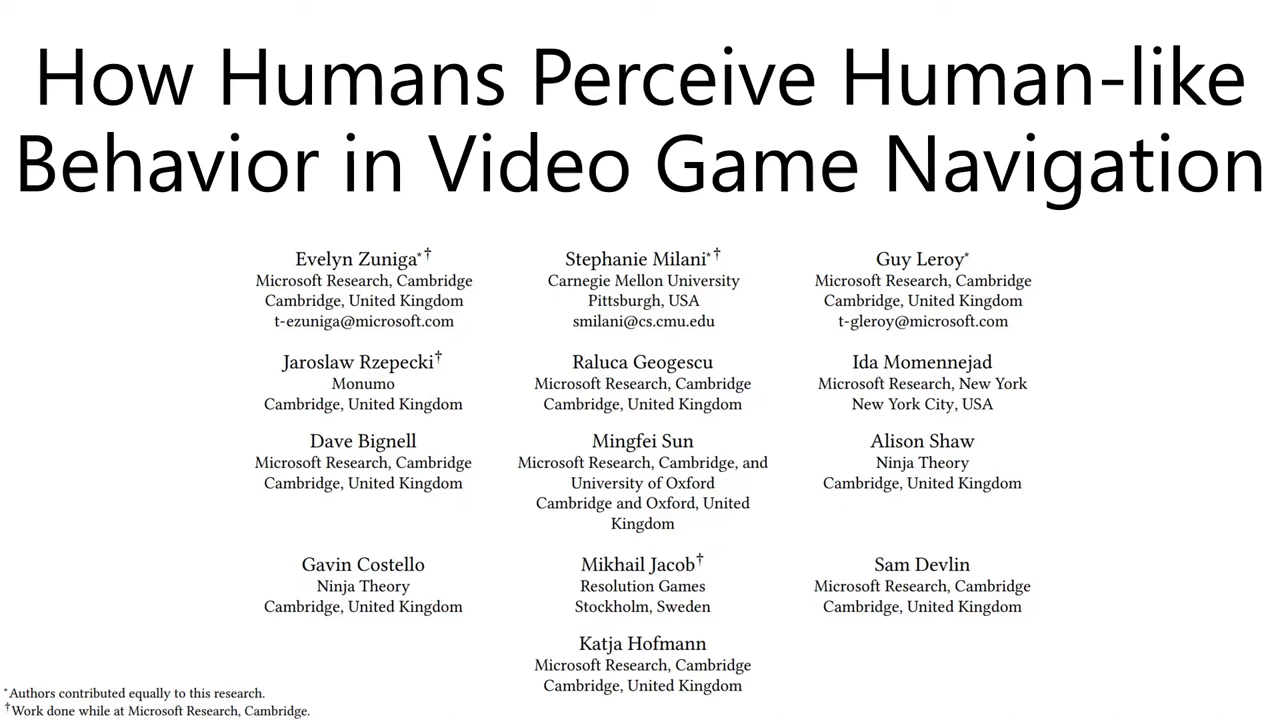 How Humans Perceive Human-like
Behavior in Video Game Navigation
Evelyn Zuniga*†
Microsoft Research, Cambridge
Cambridge, United Kingdom
t-ezuniga@microsoft.com
Stephanie Milani*†
Carnegie Mellon University
Pittsburgh, USA
smilani@cs.cmu.edu
Guy Leroy*
Microsoft Research, Cambridge
Cambridge, United Kingdom
t-gleroy@microsoft.com
Jaroslaw Rzepecki†
Monumo
Cambridge, United Kingdom
Raluca Geogescu
Microsoft Research, Cambridge
Cambridge, United Kingdom
Ida Momennejad
Microsoft Research, New York
New York City, USA
Dave Bignell
Microsoft Research, Cambridge
Cambridge, United Kingdom
Mingfei Sun
Microsoft Research, Cambridge, and
University of Oxford
Cambridge and Oxford, United
Kingdom
Alison Shaw
Ninja Theory
Cambridge, United Kingdom
Gavin Costello
Ninja Theory
Cambridge, United Kingdom
Mikhail Jacob†
Resolution Games
Stockholm, Sweden
Sam Devlin
Microsoft Research, Cambridge
Cambridge, United Kingdom
Katja Hofmann
Microsoft Research, Cambridge
Cambridge, United Kingdom
*Authors contributed equally to this research.
†Work done while at Microsoft Research, Cambridge.